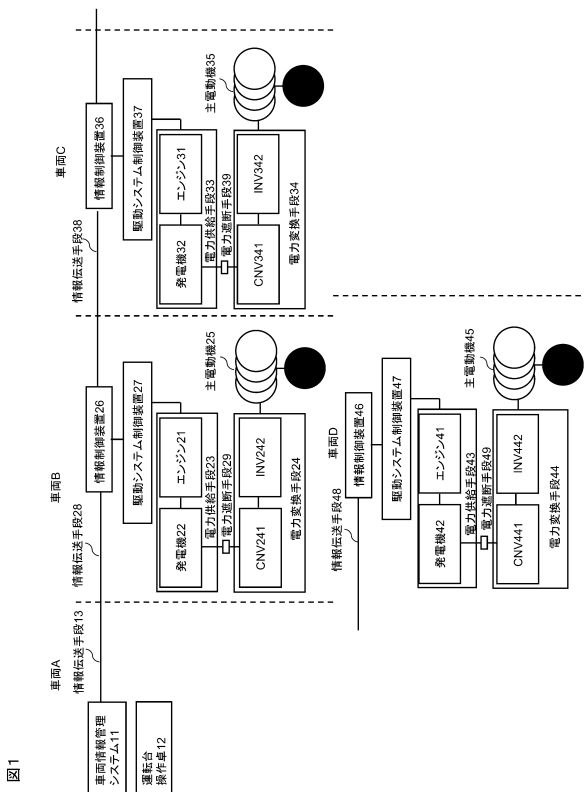 図1
車両A
車両情報管理
システム11
運転台
操作卓12
情報伝送手段13
車両B
情報伝送手段28
情報制御装置26
駆動システム制御装置27
発電機22
エンジン21
電力供給手段23
電力遮断手段29
CNV241
INV242
電力変換手段24
主電動機25
車両C
情報伝送手段38
情報制御装置36
駆動システム制御装置37
発電機32
エンジン31
電力供給手段33
電力遮断手段39
CNV341
INV342
電力変換手段34
主電動機35
車両D
情報伝送手段48
情報制御装置46
駆動システム制御装置47
発電機42
エンジン41
電力供給手段43
電力遮断手段49
CNV441
INV442
電力変換手段44
主電動機45